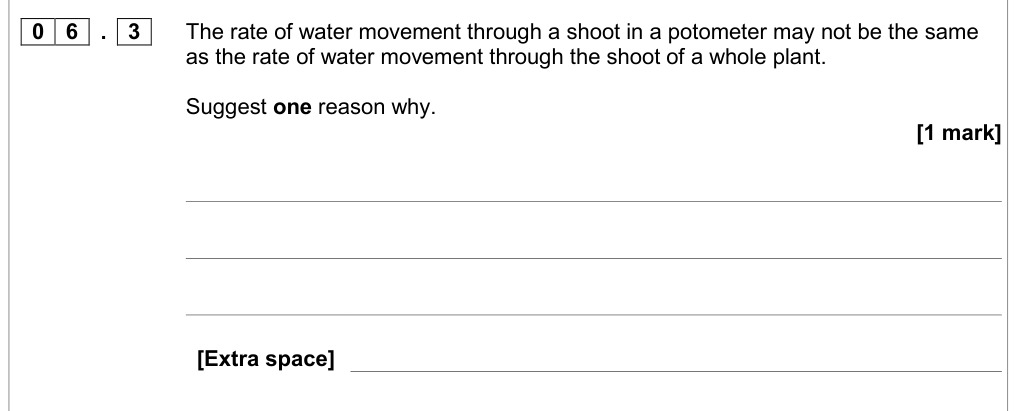 0 6 . 3 The rate of water movement through a shoot in a potometer may not be the same
as the rate of water movement through the shoot of a whole plant.
Suggest one reason why.
[1 mark]
[Extra space]